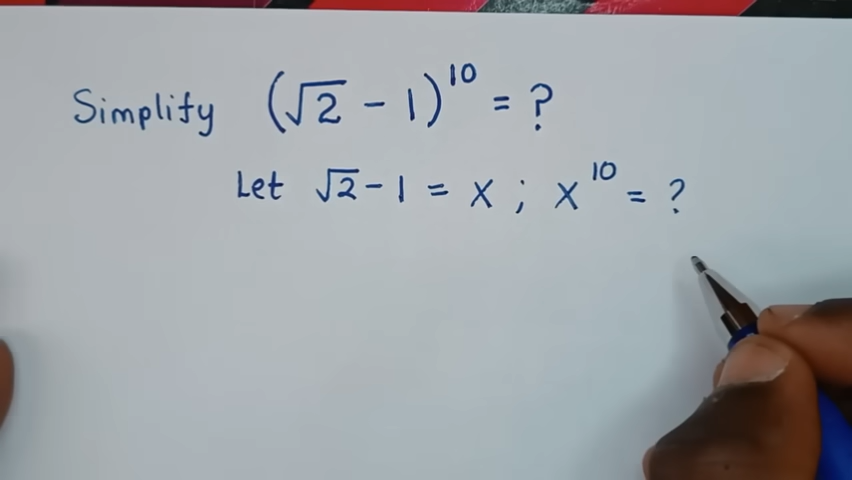 Simplify (√2 - 1)^10 = ?
Let √2 - 1 = x ; x^10 = ?